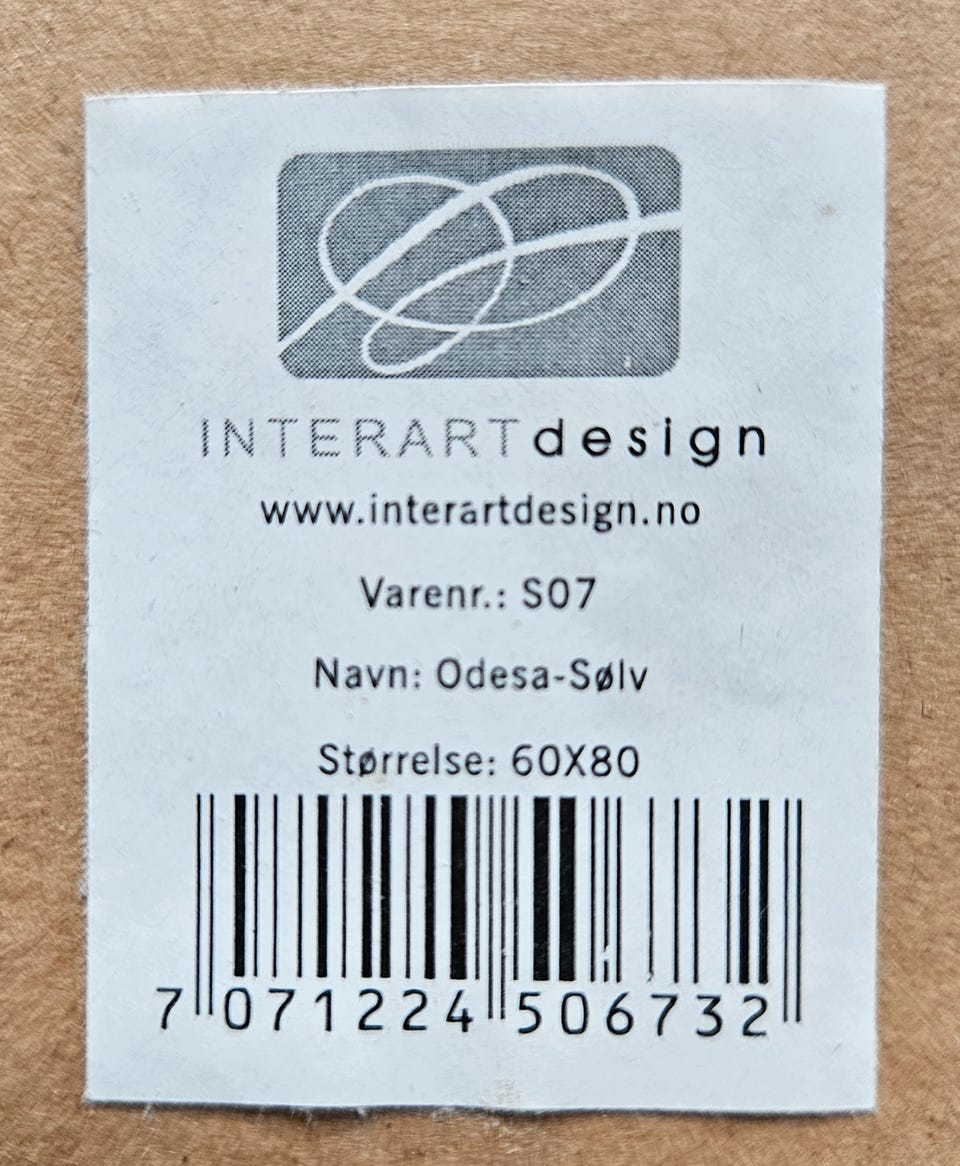 INTERARTdesign
www.interartdesign.no
Varenr.: S07
Navn: Odesa-Sølv
Størrelse: 60X80
7 071224 506732